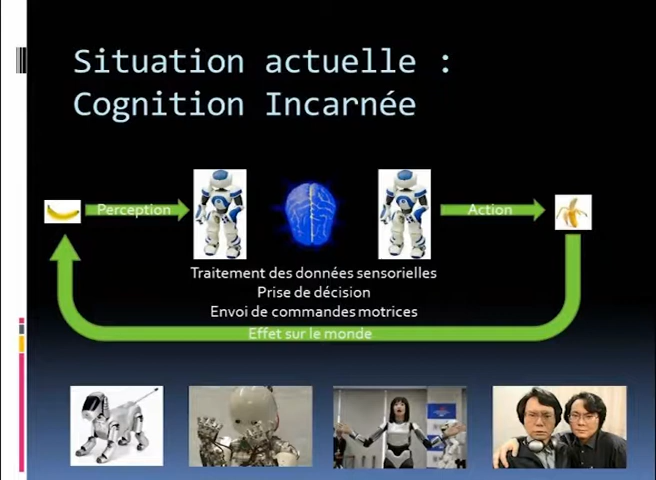 Situation actuelle :
Cognition Incarnée
Perception
Action
Traitement des données sensorielles
Prise de décision
Envoi de commandes motrices
Effet sur le monde